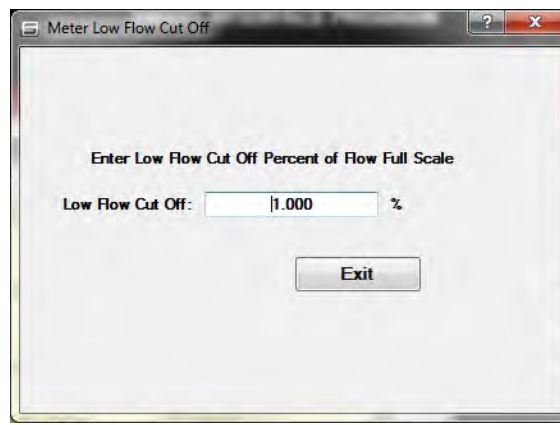 Meter Low Flow Cut Off
Enter Low Flow Cut Off Percent of Flow Full Scale
Low Flow Cut Off: 1.000 %
Exit